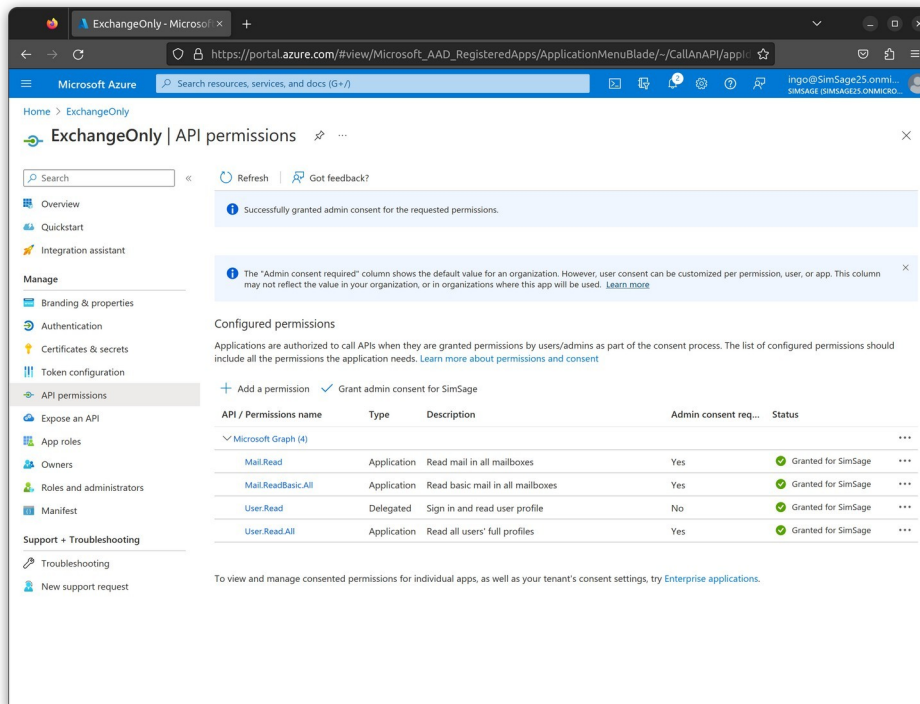 ExchangeOnly - Microsof
https://portal.azure.com/#view/Microsoft_AAD_RegisteredApps/ApplicationMenuBlade/~/CallAnAPI/appId
Microsoft Azure
Search resources, services, and docs (G+/)
2
ingo@SimSage25.onmi...
SIMSAGE (SIMSAGE25.ONMICRO...
Home > ExchangeOnly
ExchangeOnly | API permissions
Search
Refresh
Got feedback?
Overview
Quickstart
Integration assistant
Manage
Branding & properties
Authentication
Certificates & secrets
Token configuration
API permissions
Expose an API
App roles
Owners
Roles and administrators
Manifest
Support + Troubleshooting
Troubleshooting
New support request
Successfully granted admin consent for the requested permissions.
The "Admin consent required" column shows the default value for an organization. However, user consent can be customized per permission, user, or app. This column
may not reflect the value in your organization, or in organizations where this app will be used. Learn more
Configured permissions
Applications are authorized to call APIs when they are granted permissions by users/admins as part of the consent process. The list of configured permissions should
include all the permissions the application needs. Learn more about permissions and consent
Add a permission
Grant admin consent for SimSage
API / Permissions name Type Description Admin consent req... Status
Microsoft Graph (4)
Mail.Read Application Read mail in all mailboxes Yes Granted for SimSage
Mail.ReadBasic.All Application Read basic mail in all mailboxes Yes Granted for SimSage
User.Read Delegated Sign in and read user profile No Granted for SimSage
User.Read.All Application Read all users' full profiles Yes Granted for SimSage
To view and manage consented permissions for individual apps, as well as your tenant's consent settings, try Enterprise applications.